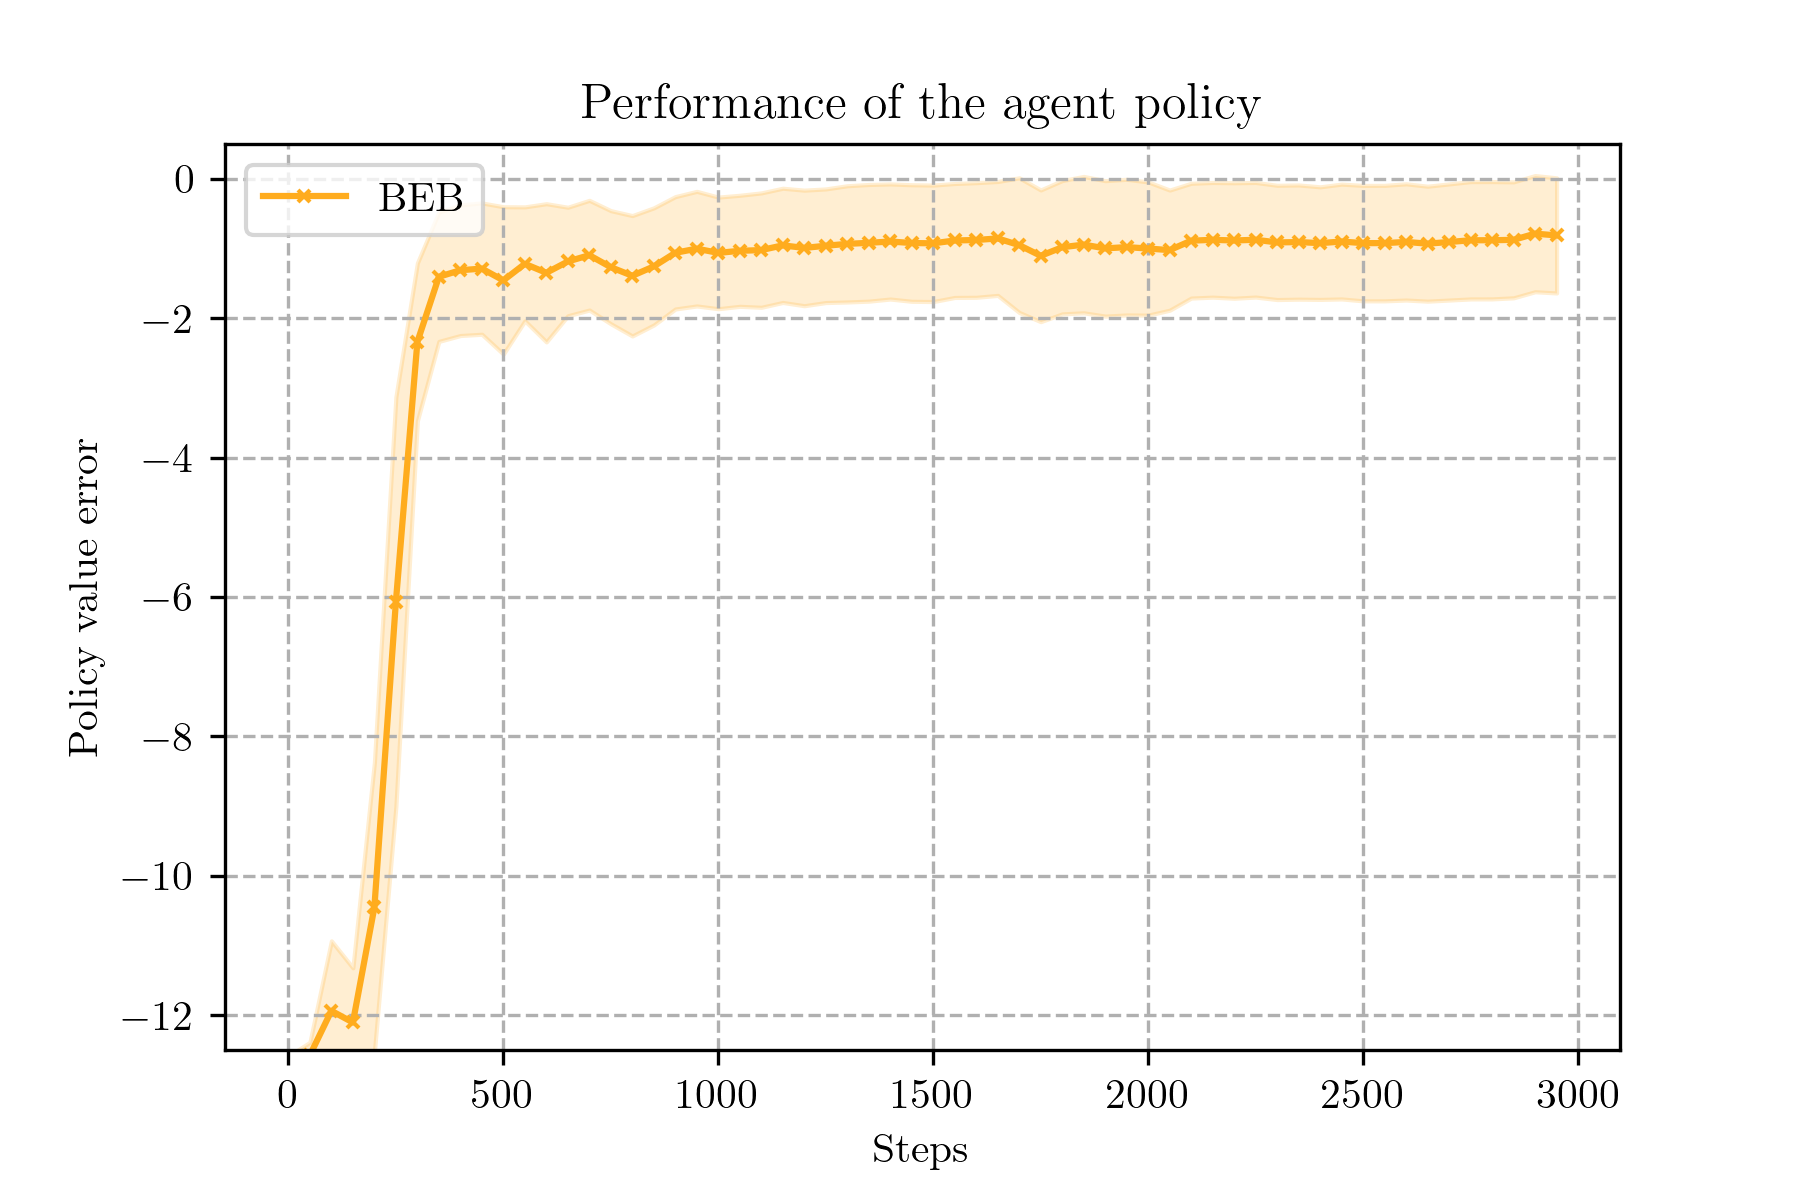 Performance of the agent policy
BEB
Policy value error
0
−2
−4
−6
−8
−10
−12
0 500 1000 1500 2000 2500 3000
Steps